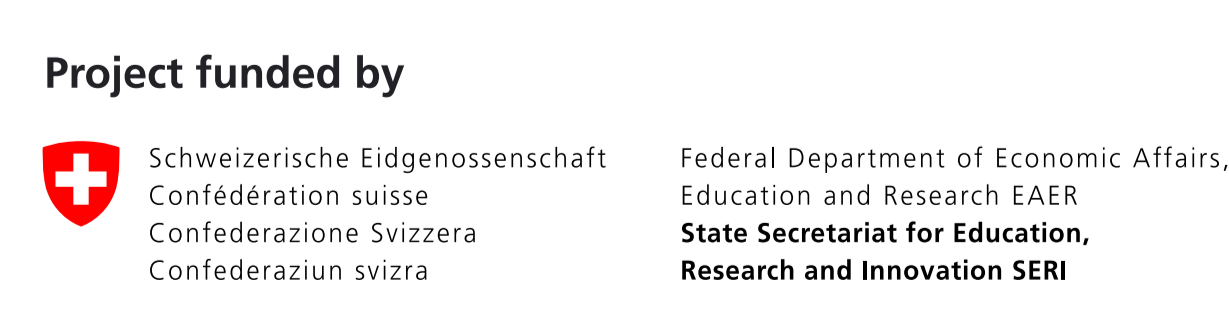 Project funded by
Schweizerische Eidgenossenschaft
Confédération suisse
Confederazione Svizzera
Confederaziun svizra
Federal Department of Economic Affairs,
Education and Research EAER
State Secretariat for Education,
Research and Innovation SERI